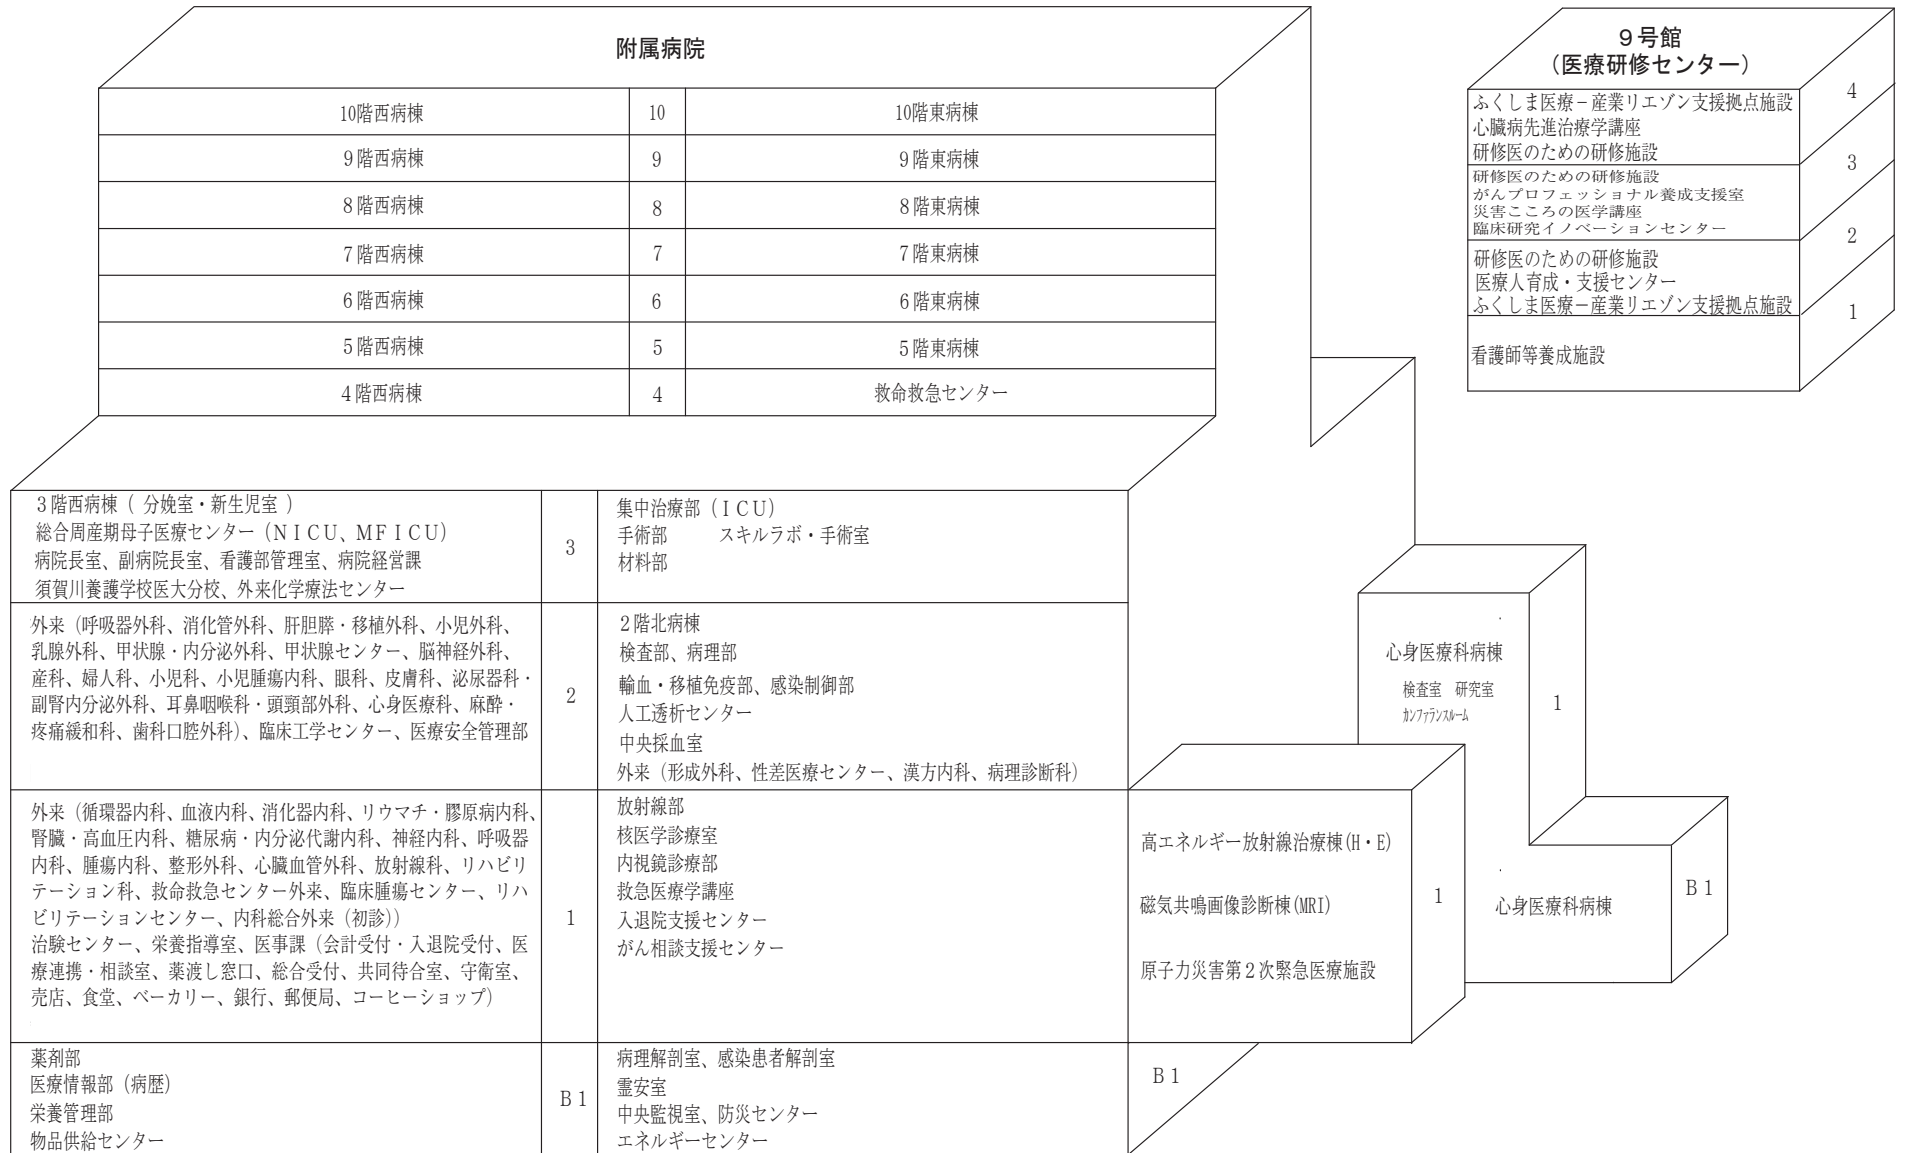 附属病院
10階西病棟 10 10階東病棟
9階西病棟 9 9階東病棟
8階西病棟 8 8階東病棟
7階西病棟 7 7階東病棟
6階西病棟 6 6階東病棟
5階西病棟 5 5階東病棟
4階西病棟 4 救命救急センター
3階西病棟（ 分娩室・新生児室 ）
総合周産期母子医療センター（ＮＩＣＵ、ＭＦＩＣＵ）
病院長室、副病院長室、看護部管理室、病院経営課
須賀川養護学校医大分校、外来化学療法センター
3
集中治療部（ＩＣＵ）
手術部　　スキルラボ・手術室
材料部
外来（呼吸器外科、消化管外科、肝胆膵・移植外科、小児外科、
乳腺外科、甲状腺・内分泌外科、甲状腺センター、脳神経外科、
産科、婦人科、小児科、小児腫瘍内科、眼科、皮膚科、泌尿器科・
副腎内分泌外科、耳鼻咽喉科・頭頸部外科、心身医療科、麻酔・
疼痛緩和科、歯科口腔外科）、臨床工学センター、医療安全管理部
2
2階北病棟
検査部、病理部
輸血・移植免疫部、感染制御部
人工透析センター
中央採血室
外来（形成外科、性差医療センター、漢方内科、病理診断科）
外来（循環器内科、血液内科、消化器内科、リウマチ・膠原病内科、
腎臓・高血圧内科、糖尿病・内分泌代謝内科、神経内科、呼吸器
内科、腫瘍内科、整形外科、心臓血管外科、放射線科、リハビリ
テーション科、救命救急センター外来、臨床腫瘍センター、リハ
ビリテーションセンター、内科総合外来（初診））
治験センター、栄養指導室、医事課（会計受付・入退院受付、医
療連携・相談室、薬渡し窓口、総合受付、共同待合室、守衛室、
売店、食堂、ベーカリー、銀行、郵便局、コーヒーショップ）
1
放射線部
核医学診療室
内視鏡診療部
救急医療学講座
入退院支援センター
がん相談支援センター
高エネルギー放射線治療棟(H・E)
磁気共鳴画像診断棟(MRI)
原子力災害第2次緊急医療施設
1
薬剤部
医療情報部（病歴）
栄養管理部
物品供給センター
B1
病理解剖室、感染患者解剖室
霊安室
中央監視室、防災センター
エネルギーセンター
B1
心身医療科病棟
検査室　研究室
カンファランスルーム
1
心身医療科病棟
B1
9号館
（医療研修センター）
ふくしま医療－産業リエゾン支援拠点施設
心臓病先進治療学講座
研修医のための研修施設
4
研修医のための研修施設
がんプロフェッショナル養成支援室
災害こころの医学講座
臨床研究イノベーションセンター
3
研修医のための研修施設
医療人育成・支援センター
ふくしま医療－産業リエゾン支援拠点施設
2
看護師等養成施設
1